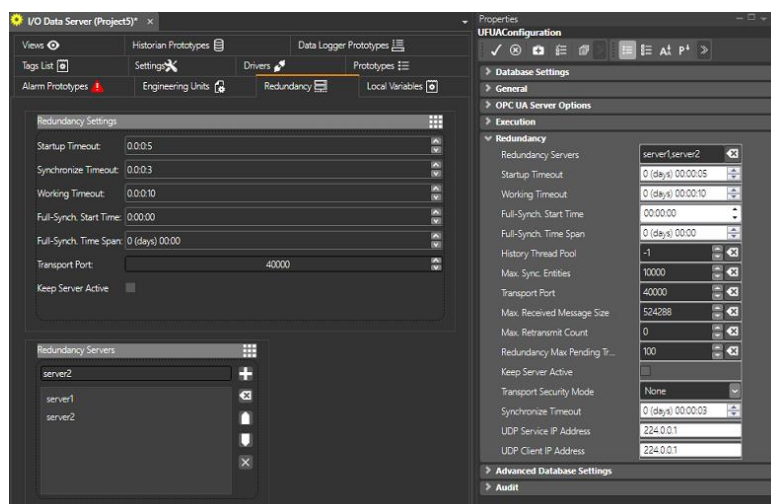 I/O Data Server (Project5)* ×
Views
Historian Prototypes
Data Logger Prototypes
Tags List
Settings
Drivers
Prototypes
Alarm Prototypes
Engineering Units
Redundancy
Local Variables
Redundancy Settings
Startup Timeout: 0.0:0:5
Synchronize Timeout: 0.0:0:3
Working Timeout: 0.0:0:10
Full-Synch. Start Time: 0:00:00
Full-Synch. Time Span: 0 (days) 00:00
Transport Port: 40000
Keep Server Active
Redundancy Servers
server2
server1
server2
Properties
UFUAConfiguration
Database Settings
General
OPC UA Server Options
Execution
Redundancy
Redundancy Servers server1,server2
Startup Timeout 0 (days) 00:00:05
Working Timeout 0 (days) 00:00:10
Full-Synch. Start Time 00:00:00
Full-Synch. Time Span 0 (days) 00:00
History Thread Pool -1
Max. Sync. Entities 10000
Transport Port 40000
Max. Received Message Size 524288
Max. Retransmit Count 0
Redundancy Max Pending Tr... 100
Keep Server Active
Transport Security Mode None
Synchronize Timeout 0 (days) 00:00:03
UDP Service IP Address 224.0.0.1
UDP Client IP Address 224.0.0.1
Advanced Database Settings
Audit